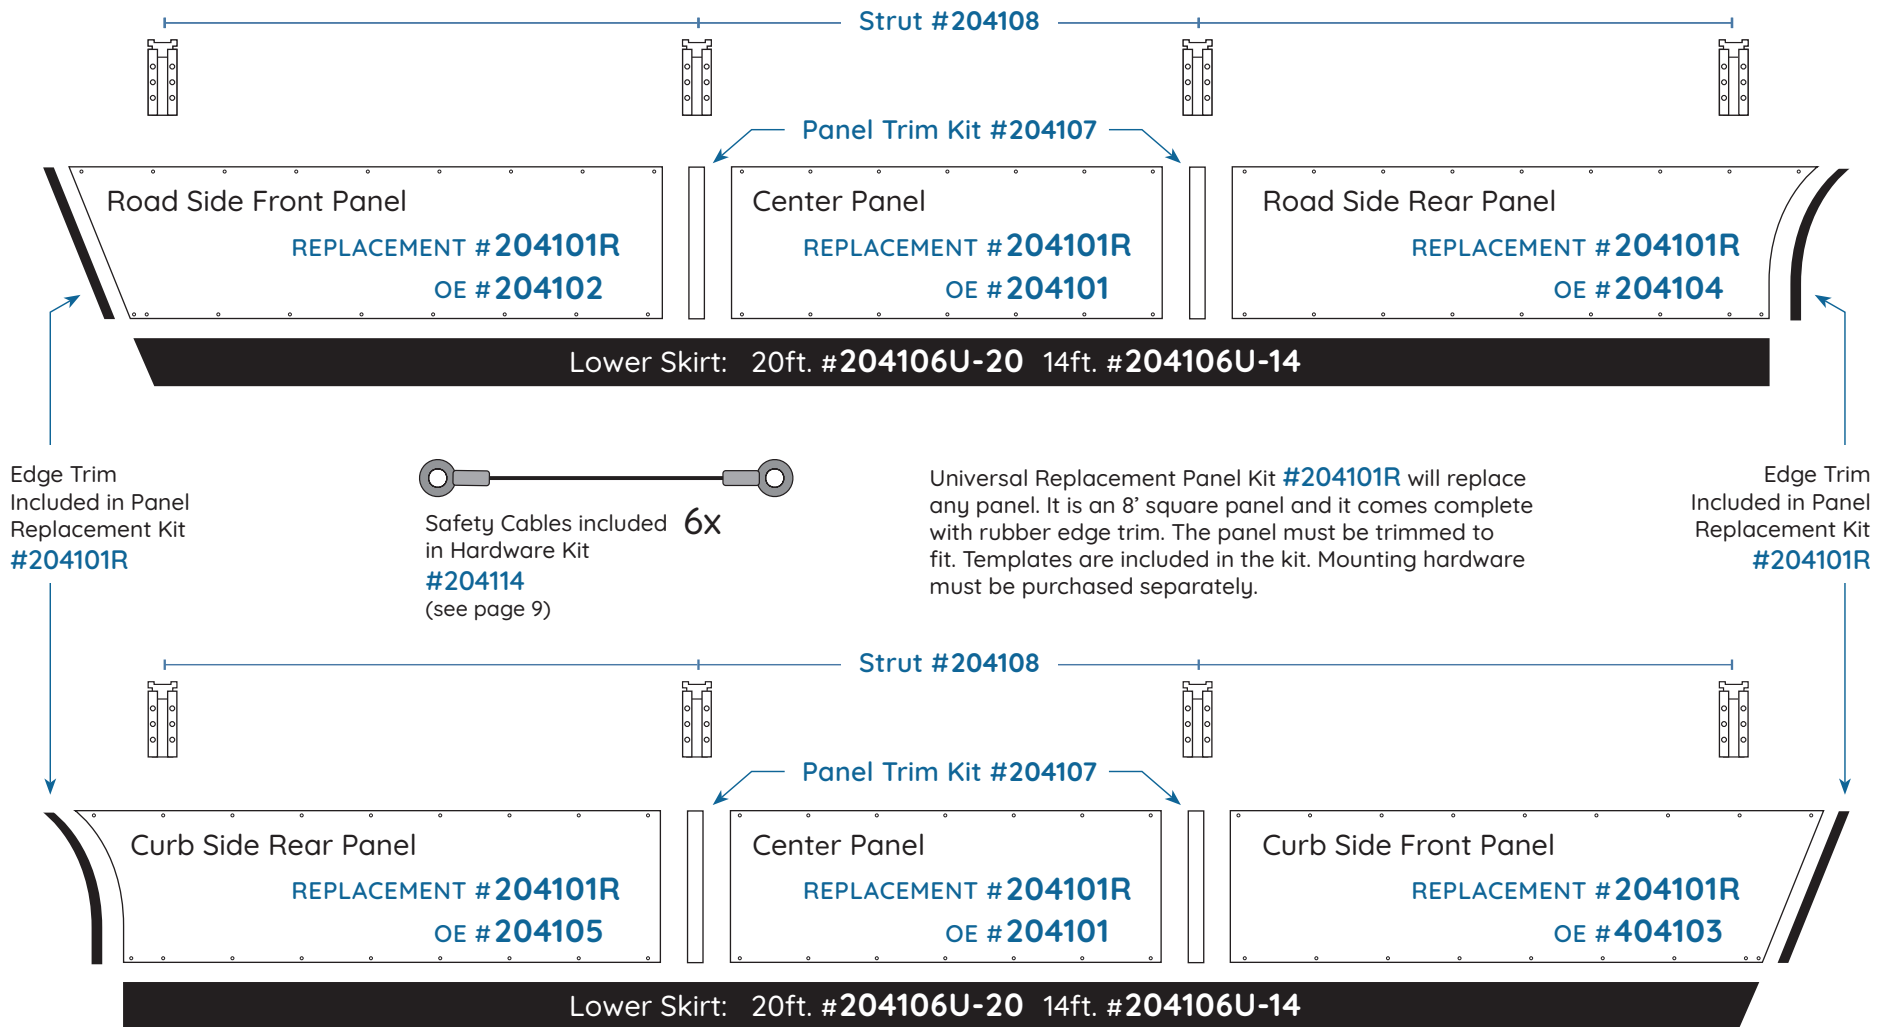 Strut #204108
Panel Trim Kit #204107
Road Side Front Panel
REPLACEMENT #204101R
OE #204102
Center Panel
REPLACEMENT #204101R
OE #204101
Road Side Rear Panel
REPLACEMENT #204101R
OE #204104
Lower Skirt: 20ft. #204106U-20 14ft. #204106U-14
Edge Trim
Included in Panel
Replacement Kit
#204101R
Safety Cables included 6x
in Hardware Kit
#204114
(see page 9)
Universal Replacement Panel Kit #204101R will replace
any panel. It is an 8’ square panel and it comes complete
with rubber edge trim. The panel must be trimmed to
fit. Templates are included in the kit. Mounting hardware
must be purchased separately.
Edge Trim
Included in Panel
Replacement Kit
#204101R
Strut #204108
Panel Trim Kit #204107
Curb Side Rear Panel
REPLACEMENT #204101R
OE #204105
Center Panel
REPLACEMENT #204101R
OE #204101
Curb Side Front Panel
REPLACEMENT #204101R
OE #404103
Lower Skirt: 20ft. #204106U-20 14ft. #204106U-14